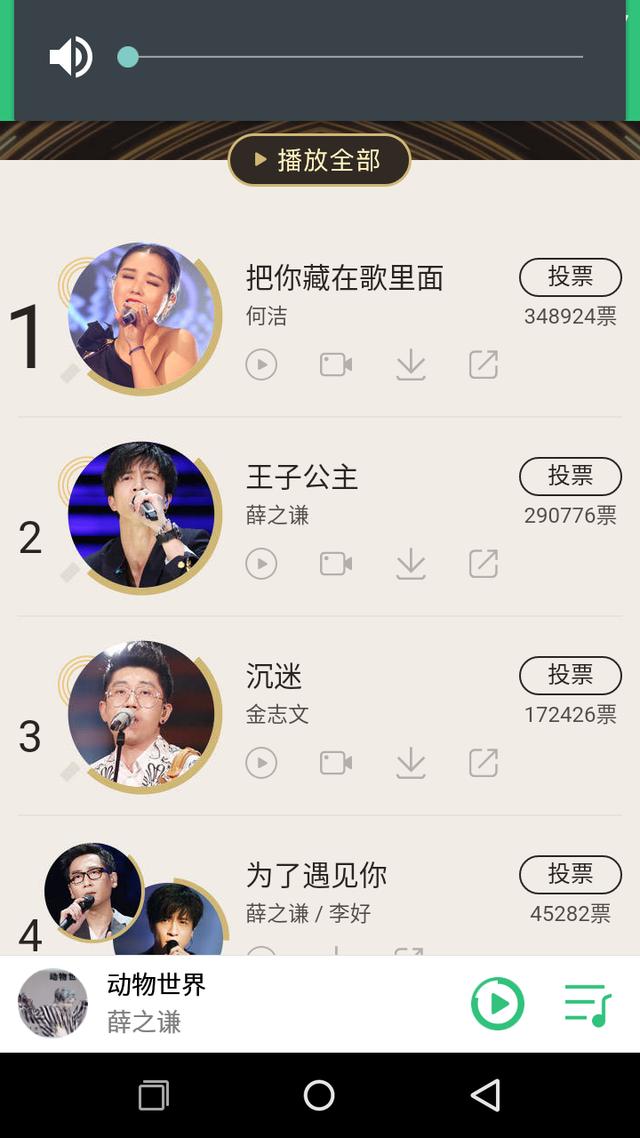 播放全部
1
把你藏在歌里面
投票
何洁
348924票
2
王子公主
投票
薛之谦
290776票
3
沉迷
投票
金志文
172426票
4
为了遇见你
投票
薛之谦 / 李好
45282票
动物世界
薛之谦